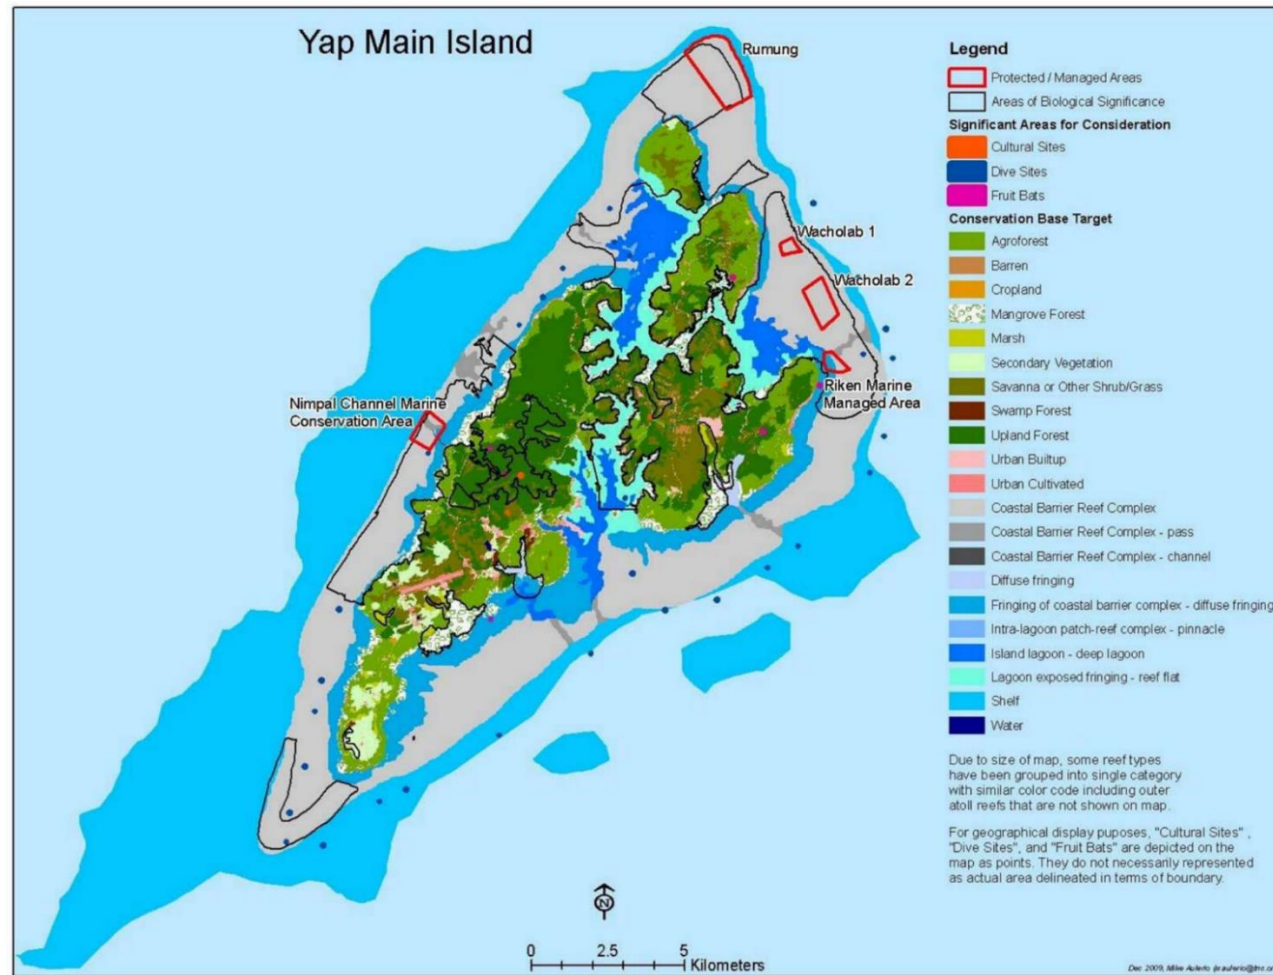 Yap Main Island
Rumung
Wacholab 1
Wacholab 2
Riken Marine
Managed Area
Nimpal Channel Marine
Conservation Area
Legend
Protected / Managed Areas
Areas of Biological Significance
Significant Areas for Consideration
Cultural Sites
Dive Sites
Fruit Bats
Conservation Base Target
Agroforest
Barren
Cropland
Mangrove Forest
Marsh
Secondary Vegetation
Savanna or Other Shrub/Grass
Swamp Forest
Upland Forest
Urban Builtup
Urban Cultivated
Coastal Barrier Reef Complex
Coastal Barrier Reef Complex - pass
Coastal Barrier Reef Complex - channel
Diffuse fringing
Fringing of coastal barrier complex - diffuse fringing
Intra-lagoon patch-reef complex - pinnacle
Island lagoon - deep lagoon
Lagoon exposed fringing - reef flat
Shelf
Water
Due to size of map, some reef types
have been grouped into single category
with similar color code including outer
atoll reefs that are not shown on map.
For geographical display puposes, "Cultural Sites" ,
"Dive Sites", and "Fruit Bats" are depicted on the
map as points. They do not necessarily represented
as actual area delineated in terms of boundary.
N
0 2.5 5
Kilometers
Dec 2009, Mike Aulerio